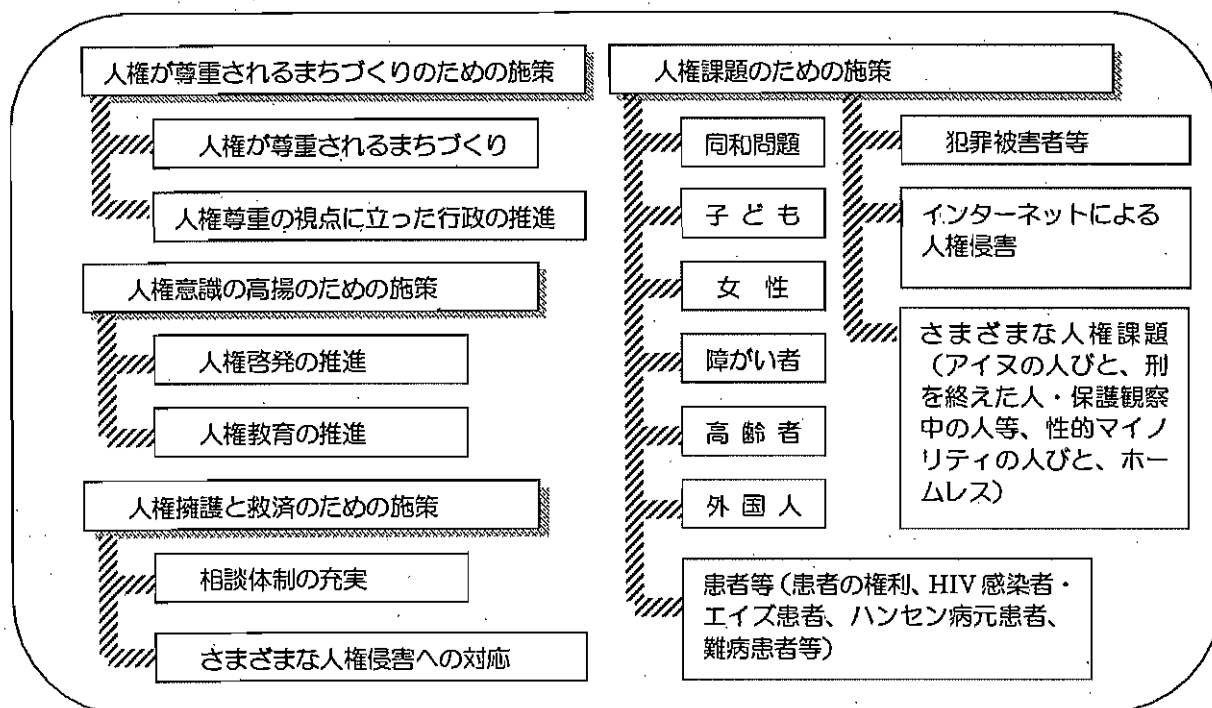 人権が尊重されるまちづくりのための施策
人権が尊重されるまちづくり
人権尊重の視点に立った行政の推進
人権意識の高揚のための施策
人権啓発の推進
人権教育の推進
人権擁護と救済のための施策
相談体制の充実
さまざまな人権侵害への対応
人権課題のための施策
同和問題
子ども
女性
障がい者
高齢者
外国人
患者等（患者の権利、HIV 感染者・
エイズ患者、ハンセン病元患者、
難病患者等）
犯罪被害者等
インターネットによる
人権侵害
さまざまな人権課題
（アイヌの人びと、刑
を終えた人・保護観察
中の人等、性的マイノ
リティの人びと、ホー
ムレス）